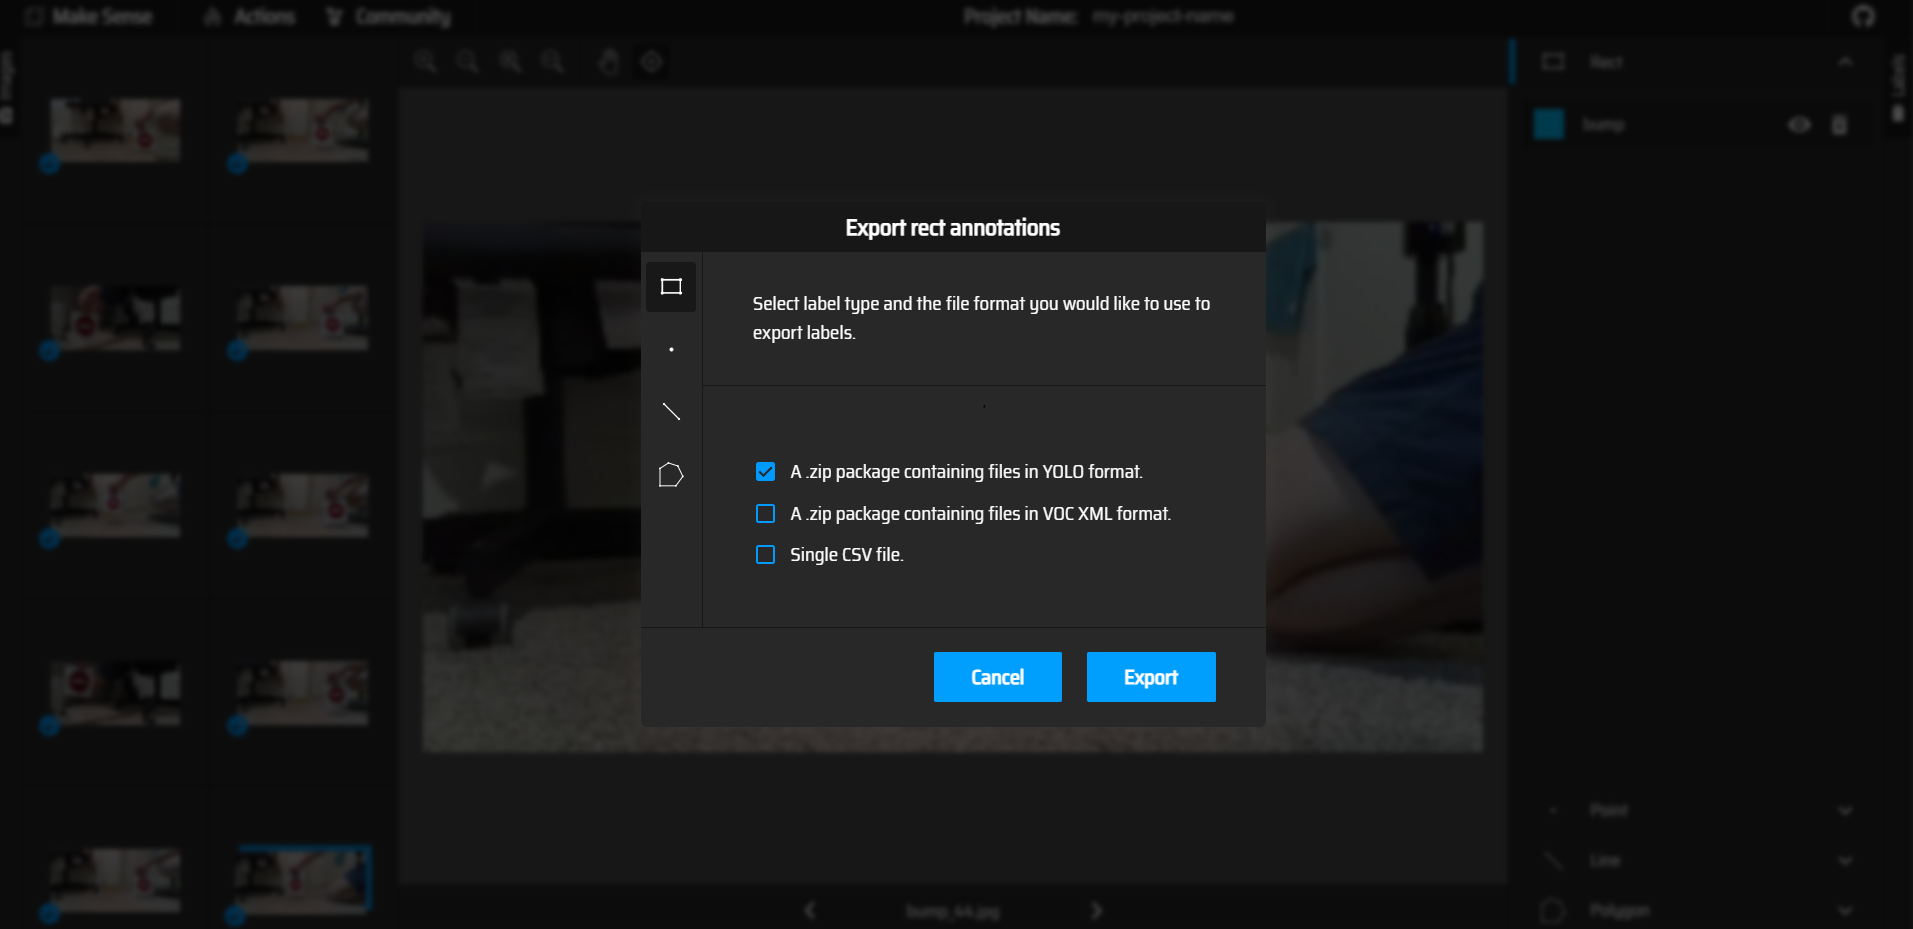 Make Sense
Actions
Community
Project Name:
my-project-name
Images
Rect
Labels
bump
Export rect annotations
Select label type and the file format you would like to use to
export labels.
A .zip package containing files in YOLO format.
A .zip package containing files in VOC XML format.
Single CSV file.
Cancel
Export
Point
Line
Polygon
bump_44.jpg